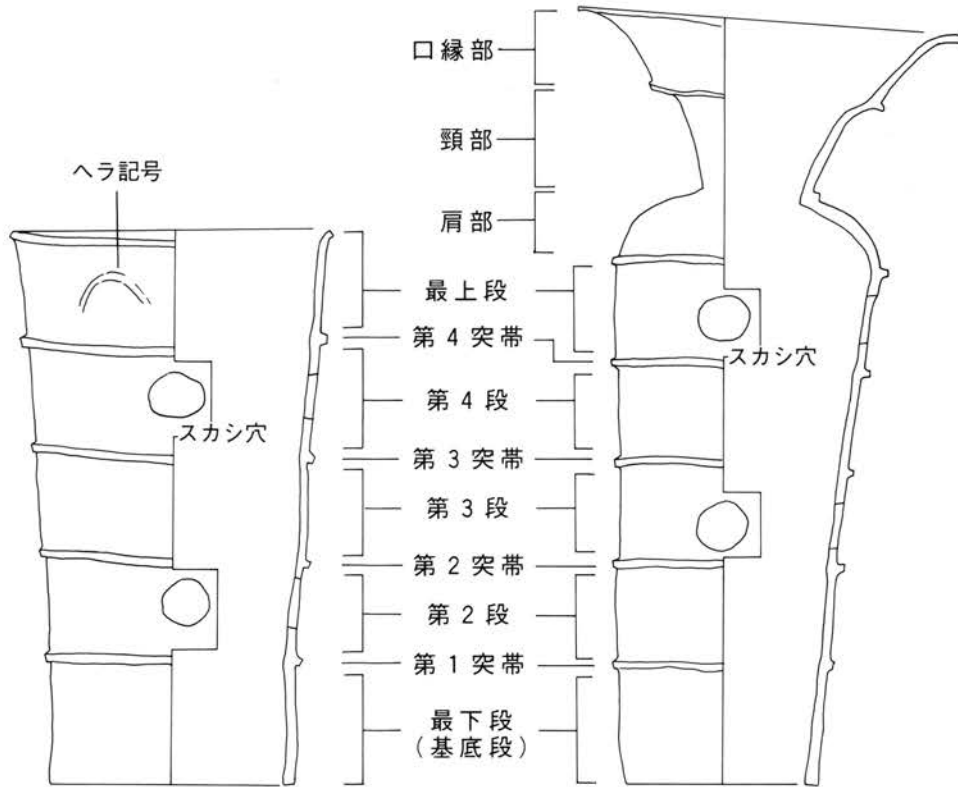 口縁部
頸部
ヘラ記号
肩部
最上段
第4突帯
スカシ穴
第4段
スカシ穴
第3突帯
第3段
第2突帯
第2段
第1突帯
最下段
(基底段)